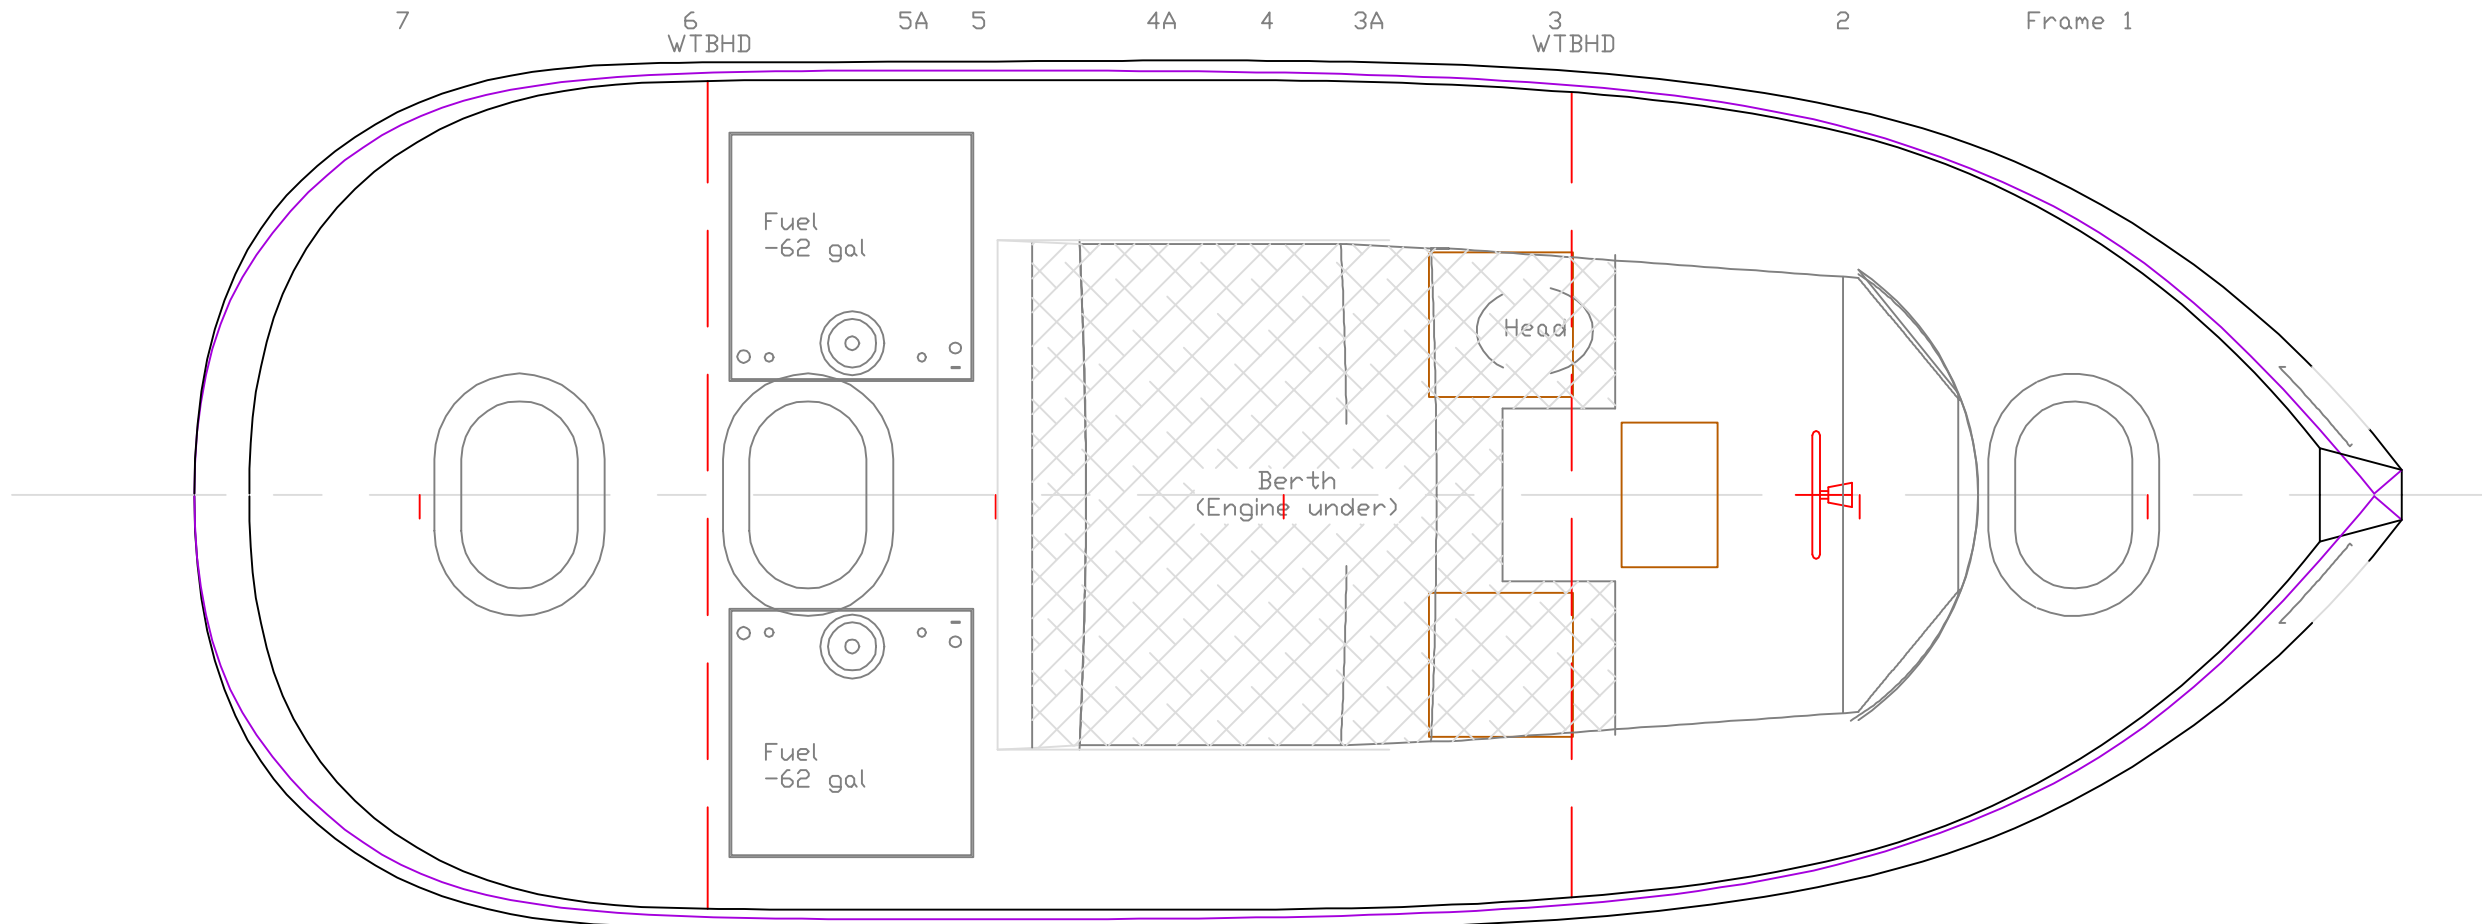 7 6 5A 5 4A 4 3A 3 2 Frame 1
WTBHD WTBHD
Fuel
-62 gal
Head
Berth
(Engine under)
Fuel
-62 gal